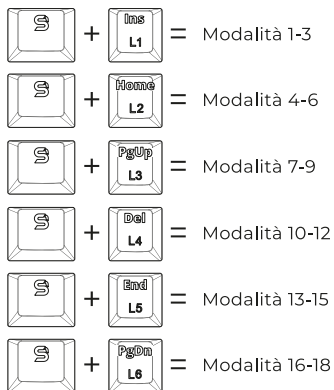 + Ins L1 = Modalità 1-3
+ Home L2 = Modalità 4-6
+ PgUp L3 = Modalità 7-9
+ Del L4 = Modalità 10-12
+ End L5 = Modalità 13-15
+ PgDn L6 = Modalità 16-18